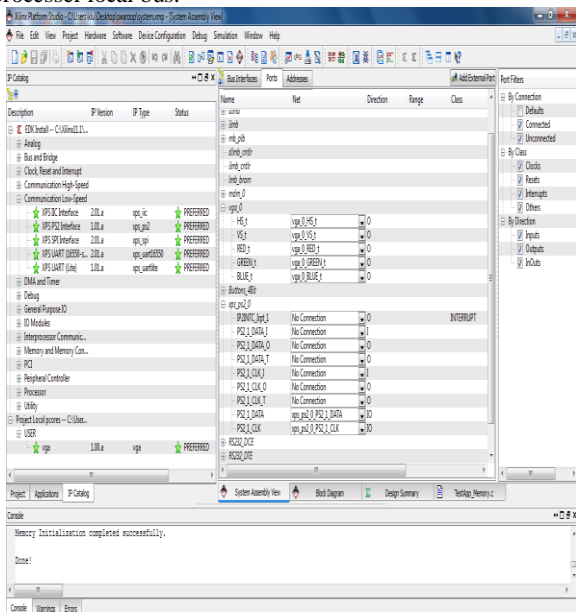 processer local bus.
Xilinx Platform Studio - C:\Users\klu\Desktop\swaroop\system.xmp - [System Assembly View]
File Edit View Project Hardware Software Device Configuration Debug Simulation Window Help
IP Catalog
Description IP Version IP Type Status
EDK Install -- C:\Xilinx\11.1\...
Analog
Bus and Bridge
Clock, Reset and Interrupt
Communication High-Speed
Communication Low-Speed
XPS IIC Interface 2.01.a xps_iic PREFERRED
XPS PS2 Interface 1.01.a xps_ps2 PREFERRED
XPS SPI Interface 2.01.a xps_spi PREFERRED
XPS UART (16550-s... 2.01.a xps_uart16550 PREFERRED
XPS UART (Lite) 1.01.a xps_uartlite PREFERRED
DMA and Timer
Debug
General Purpose IO
IO Modules
Interprocessor Communic...
Memory and Memory Con...
PCI
Peripheral Controller
Processor
Utility
Project Local pcores -- C:\User...
USER
vga 1.00.a vga PREFERRED
Project Applications IP Catalog
Bus Interfaces Ports Addresses Add External Port
Name Net Direction Range Class
dlmb
ilmb
mb_plb
dlmb_cntlr
ilmb_cntlr
lmb_bram
mdm_0
vga_0
HS_t vga_0_HS_t O
VS_t vga_0_VS_t O
RED_t vga_0_RED_t O
GREEN_t vga_0_GREEN_t O
BLUE_t vga_0_BLUE_t O
Buttons_4Bit
xps_ps2_0
IP2INTC_Irpt_1 No Connection O INTERRUPT
PS2_1_DATA_I No Connection I
PS2_1_DATA_O No Connection O
PS2_1_DATA_T No Connection O
PS2_1_CLK_I No Connection I
PS2_1_CLK_O No Connection O
PS2_1_CLK_T No Connection O
PS2_1_DATA xps_ps2_0_PS2_1_DATA IO
PS2_1_CLK xps_ps2_0_PS2_1_CLK IO
RS232_DCE
RS232_DTE
System Assembly View Block Diagram Design Summary TestApp_Memory.c
Port Filters
By Connection
Defaults
Connected
Unconnected
By Class
Clocks
Resets
Interrupts
Others
By Direction
Inputs
Outputs
InOuts
Console
Memory Initialization completed successfully.
Done!
Console Warnings Errors